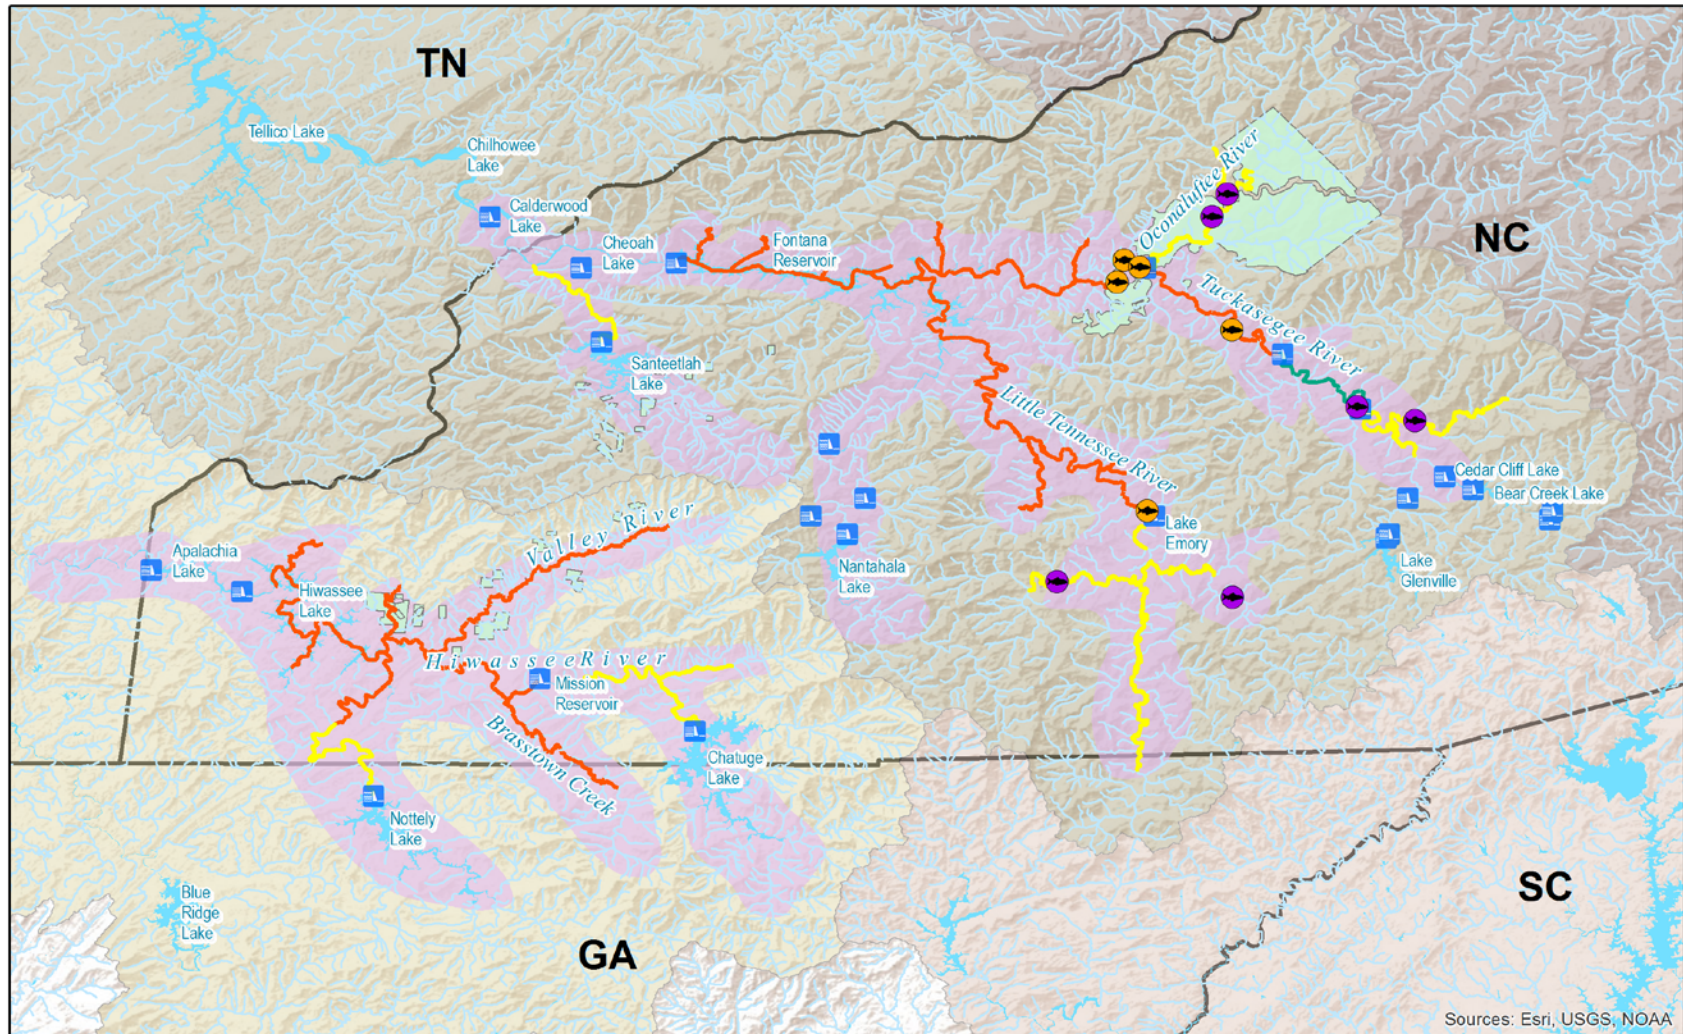 TN
Tellico Lake
Chilhowee
Lake
Calderwood
Lake
Cheoah
Lake
Fontana
Reservoir
Oconaluftee River
NC
Tuckasegee River
Santeetlah
Lake
Little Tennessee River
Cedar Cliff Lake
Bear Creek Lake
Lake
Emory
Lake
Glenville
Nantahala
Lake
Valley River
Apalachia
Lake
Hiwassee
Lake
HiwasseeRiver
Mission
Reservoir
Brasstown Creek
Chatuge
Lake
Nottely
Lake
Blue
Ridge
Lake
GA
SC
Sources: Esri, USGS, NOAA